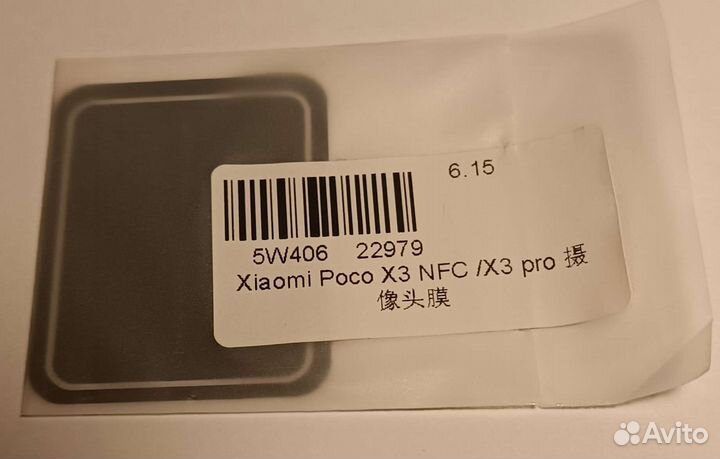 6.15
5W406 22979
Xiaomi Poco X3 NFC /X3 pro 摄
像头膜
Avito